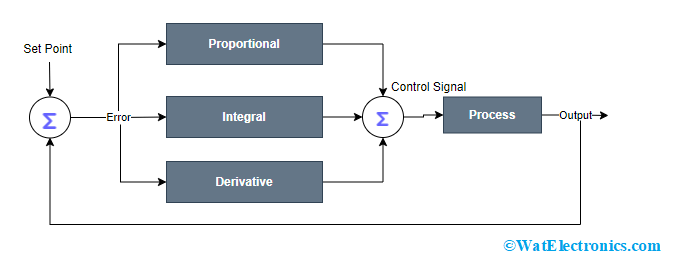 Set Point
Proportional
Control Signal
Σ
Error
Integral
Σ
Process
Output
Derivative
©WatElectronics.com